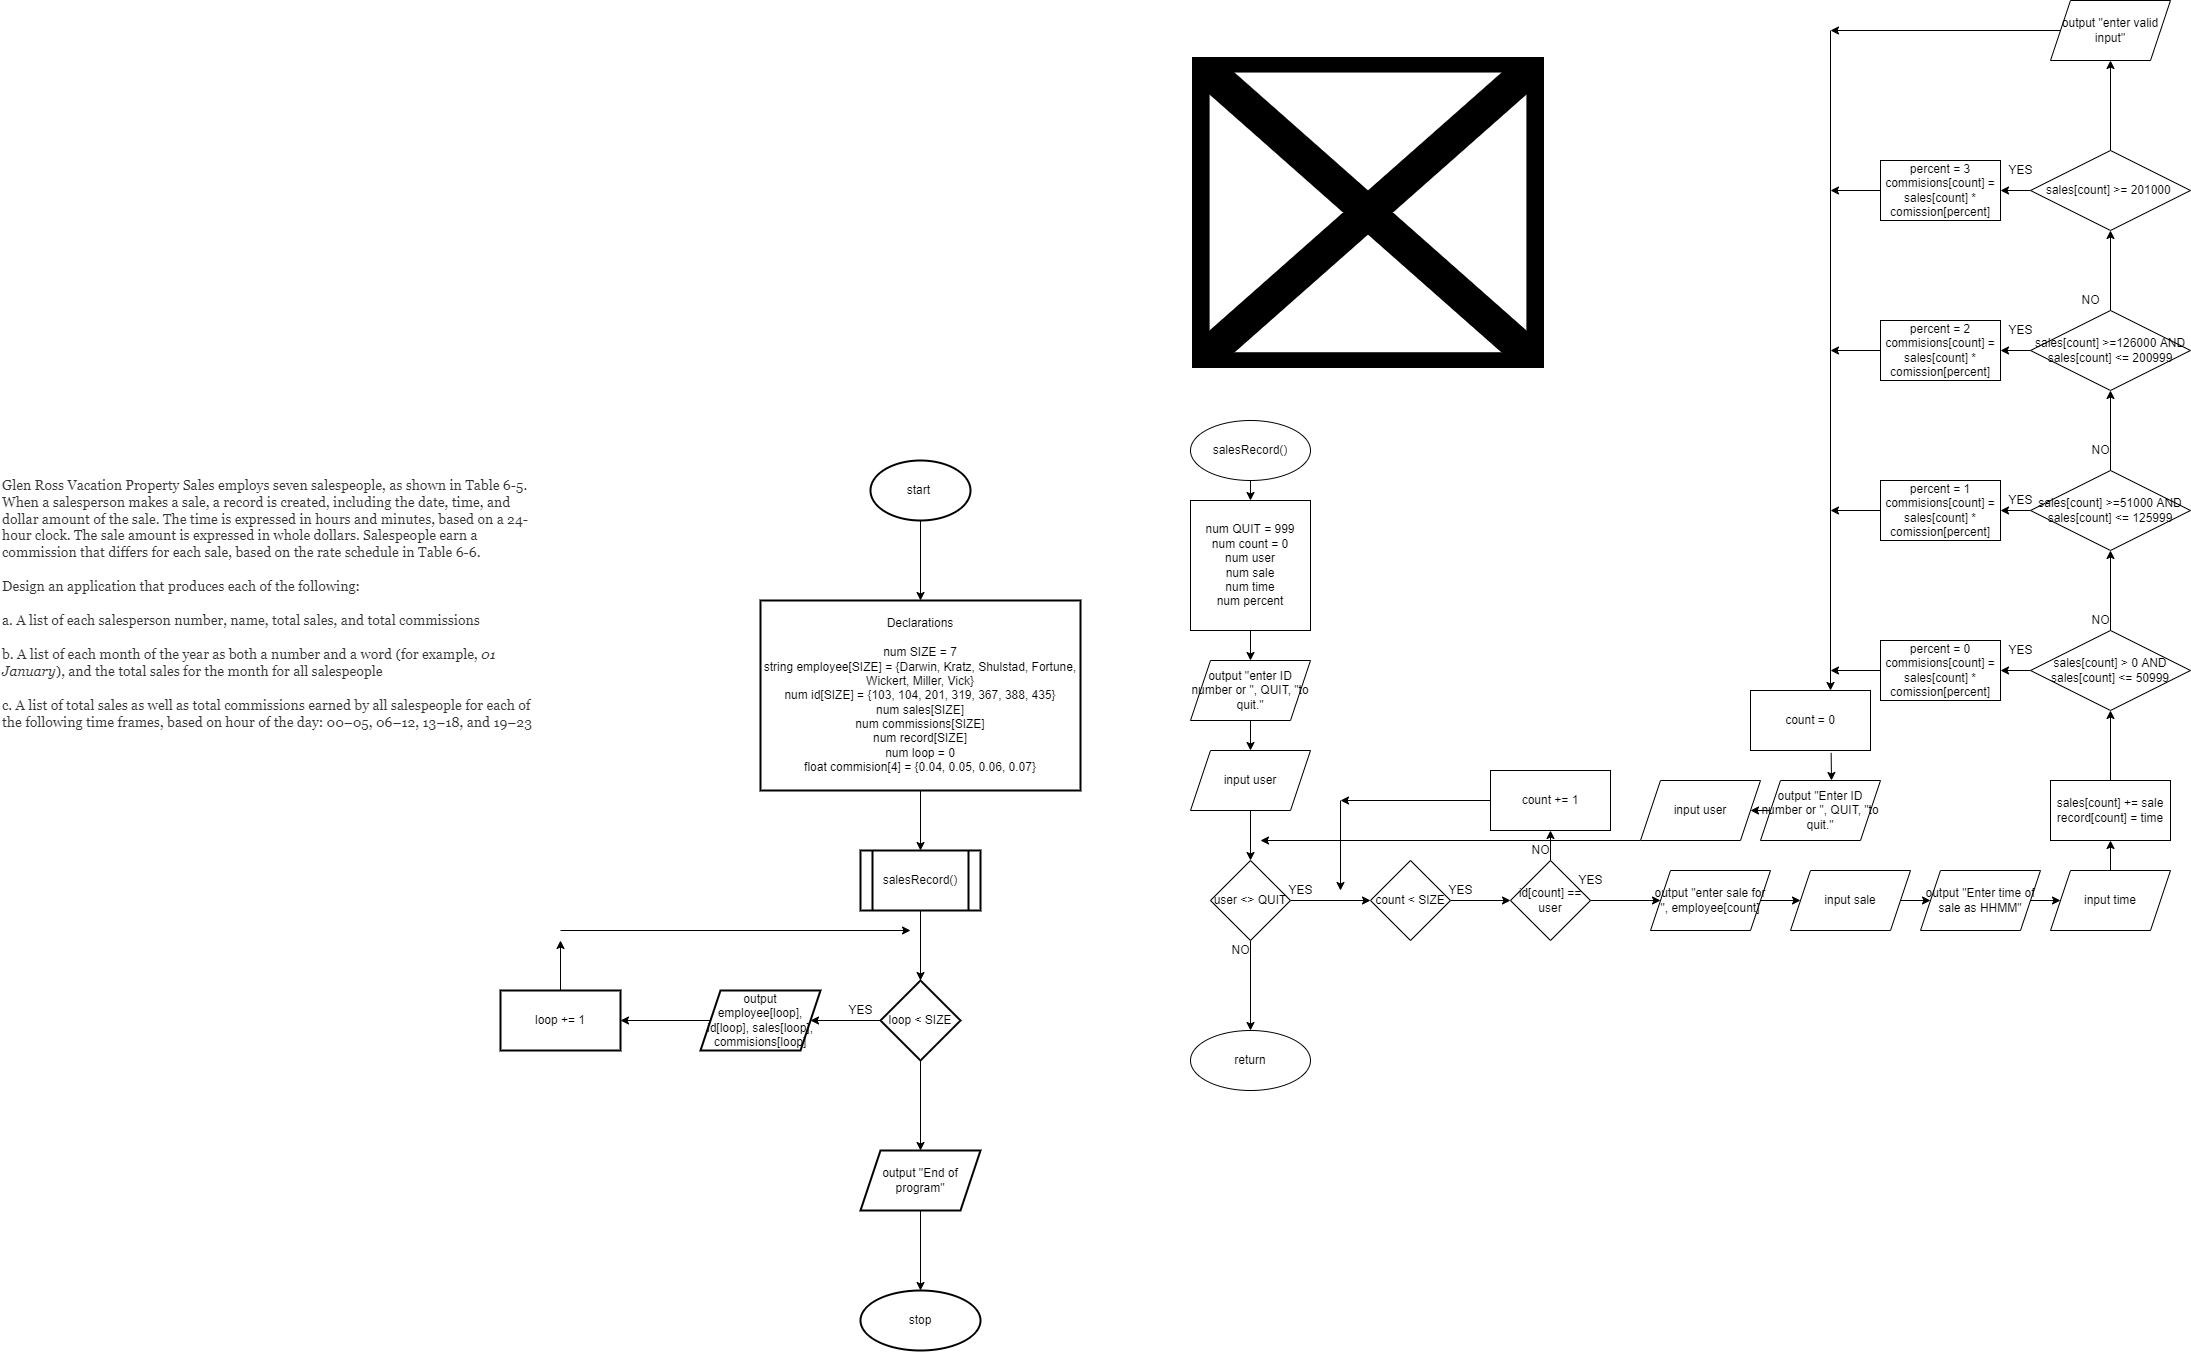 Glen Ross Vacation Property Sales employs seven salespeople, as shown in Table 6-5.
When a salesperson makes a sale, a record is created, including the date, time, and
dollar amount of the sale. The time is expressed in hours and minutes, based on a 24-
hour clock. The sale amount is expressed in whole dollars. Salespeople earn a
commission that differs for each sale, based on the rate schedule in Table 6-6.
Design an application that produces each of the following:
a. A list of each salesperson number, name, total sales, and total commissions
b. A list of each month of the year as both a number and a word (for example, 01
January), and the total sales for the month for all salespeople
c. A list of total sales as well as total commissions earned by all salespeople for each of
the following time frames, based on hour of the day: 00–05, 06–12, 13–18, and 19–23
start
Declarations
num SIZE = 7
string employee[SIZE] = {Darwin, Kratz, Shulstad, Fortune,
Wickert, Miller, Vick}
num id[SIZE] = {103, 104, 201, 319, 367, 388, 435}
num sales[SIZE]
num commissions[SIZE]
num record[SIZE]
num loop = 0
float commision[4] = {0.04, 0.05, 0.06, 0.07}
salesRecord()
loop < SIZE
YES
output
employee[loop],
d[loop], sales[loop],
commisions[loop]
loop += 1
output "End of
program"
stop
salesRecord()
num QUIT = 999
num count = 0
num user
num sale
num time
num percent
output "enter ID
number or ", QUIT, "to
quit."
input user
user <> QUIT
YES
NO
return
count < SIZE
YES
id[count] ==
user
NO
YES
count += 1
output "enter sale for
", employee[count]
input sale
output "Enter time of
sale as HHMM"
input time
sales[count] += sale
record[count] = time
sales[count] > 0 AND
sales[count] <= 50999
YES
NO
percent = 0
commisions[count] =
sales[count] *
comission[percent]
sales[count] >=51000 AND
sales[count] <= 125999
YES
NO
percent = 1
commisions[count] =
sales[count] *
comission[percent]
sales[count] >=126000 AND
sales[count] <= 200999
YES
NO
percent = 2
commisions[count] =
sales[count] *
comission[percent]
sales[count] >= 201000
YES
percent = 3
commisions[count] =
sales[count] *
comission[percent]
output "enter valid
input"
count = 0
output "Enter ID
number or ", QUIT, "to
quit."
input user